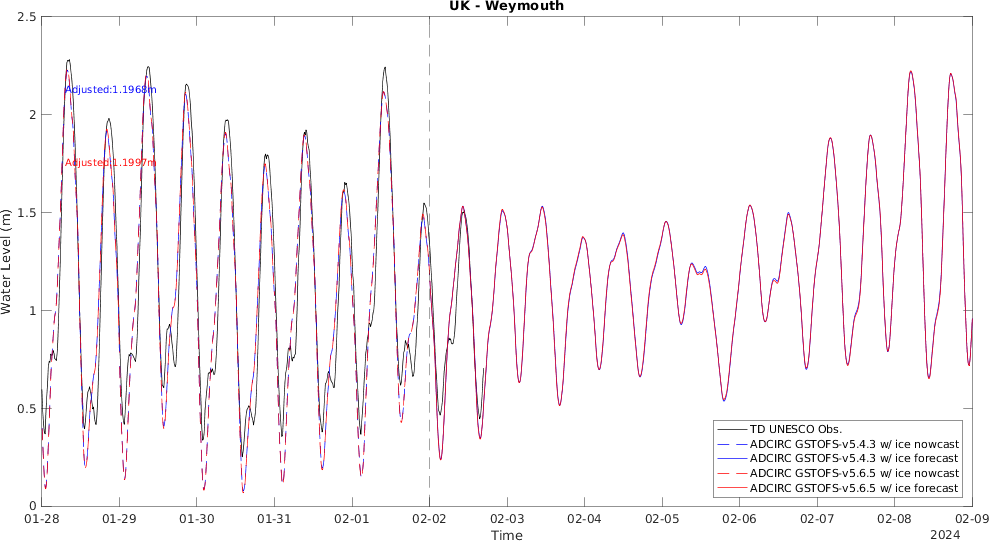 UK - Weymouth
2.5
2
1.5
1
0.5
0
Water Level (m)
Adjusted:1.1968m
Adjusted:1.1997m
TD UNESCO Obs.
ADCIRC GSTOFS-v5.4.3 w/ ice nowcast
ADCIRC GSTOFS-v5.4.3 w/ ice forecast
ADCIRC GSTOFS-v5.6.5 w/ ice nowcast
ADCIRC GSTOFS-v5.6.5 w/ ice forecast
01-28 01-29 01-30 01-31 02-01 02-02 02-03 02-04 02-05 02-06 02-07 02-08 02-09
Time
2024